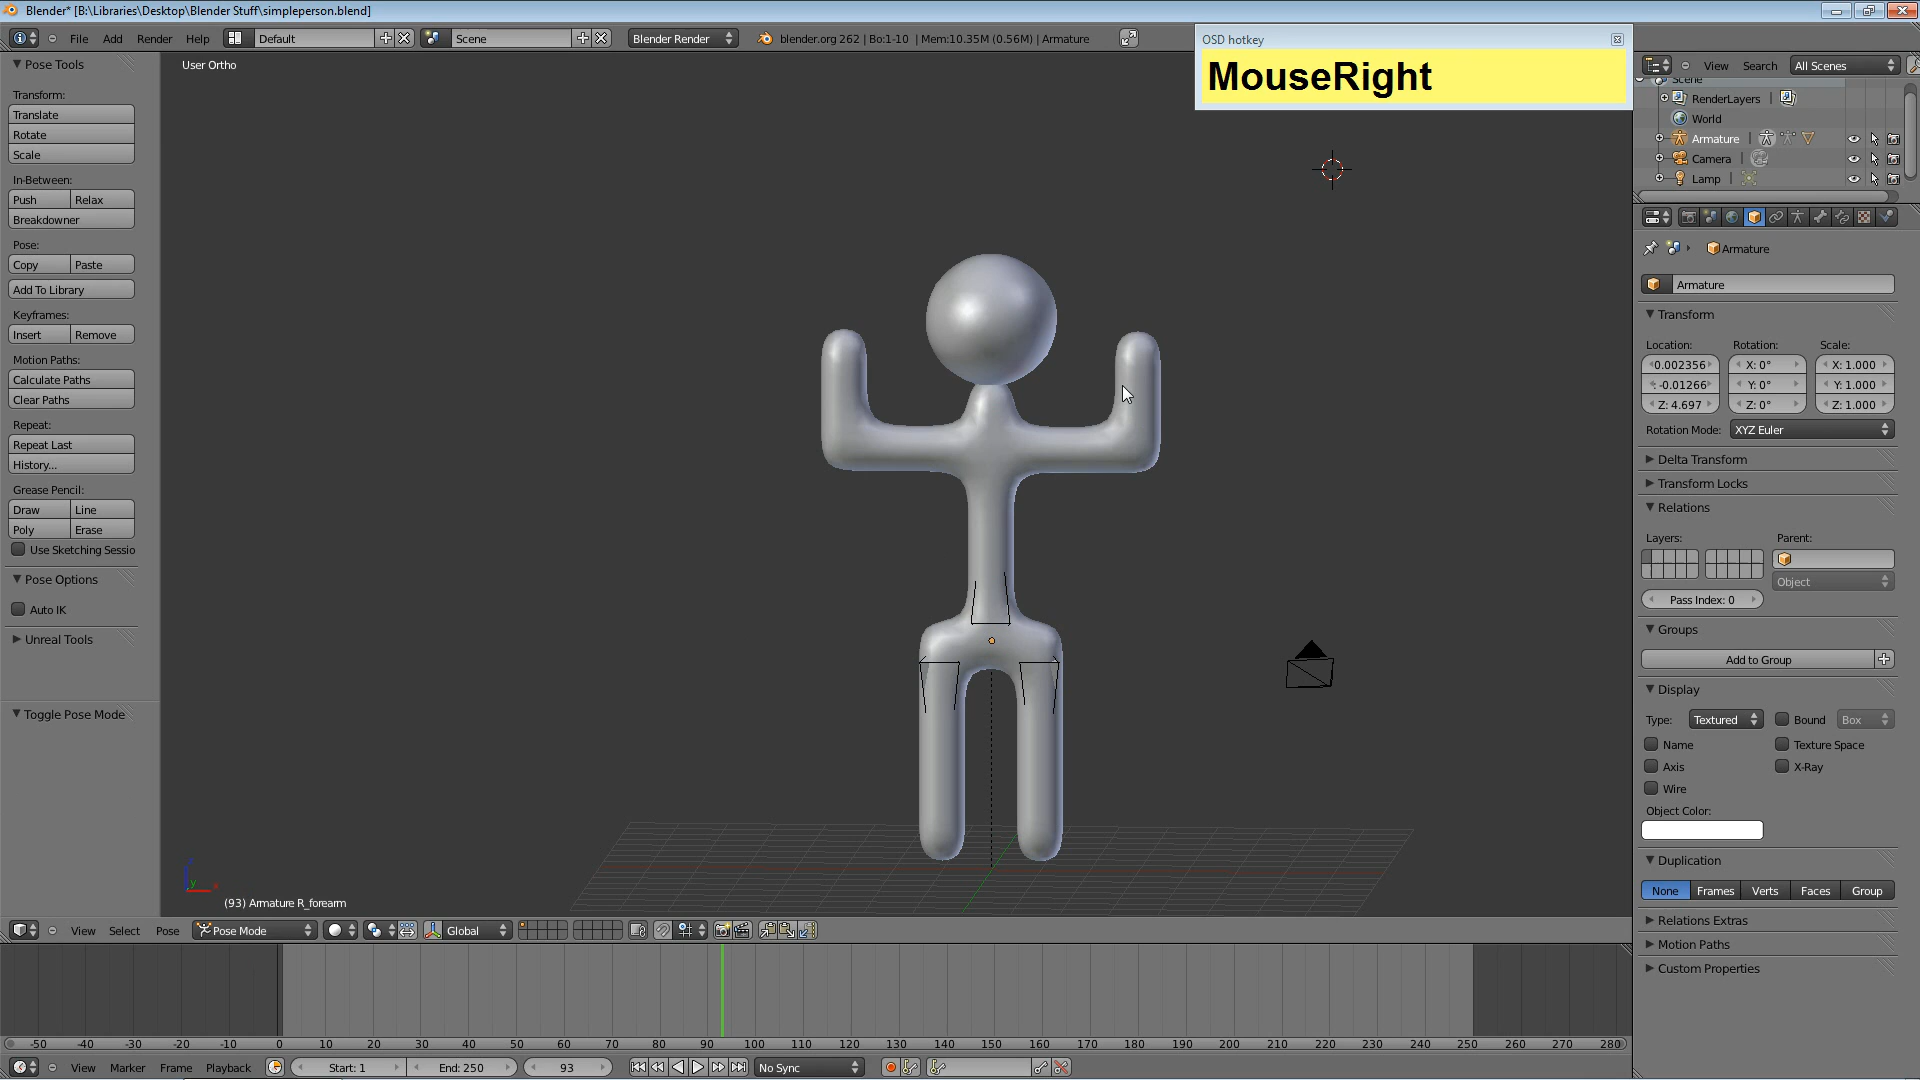 Blender* [B:\Libraries\Desktop\Blender Stuff\simpleperson.blend]
File Add Render Help Default Scene Blender Render blender.org 262 | Bo:1-10 | Mem:10.35M (0.56M) | Armature
OSD hotkey
MouseRight
Pose Tools
Transform:
Translate
Rotate
Scale
In-Between:
Push Relax
Breakdowner
Pose:
Copy Paste
Add To Library
Keyframes:
Insert Remove
Motion Paths:
Calculate Paths
Clear Paths
Repeat:
Repeat Last
History...
Grease Pencil:
Draw Line
Poly Erase
Use Sketching Sessio
Pose Options
Auto IK
Unreal Tools
Toggle Pose Mode
User Ortho
y
(93) Armature R_forearm
View Select Pose Pose Mode Global
View Search All Scenes
Scene
RenderLayers
World
Armature
Camera
Lamp
Armature
Armature
Transform
Location: Rotation: Scale:
0.002356 X: 0° X: 1.000
: -0.01266 Y: 0° Y: 1.000
Z: 4.697 Z: 0° Z: 1.000
Rotation Mode: XYZ Euler
Delta Transform
Transform Locks
Relations
Layers: Parent:
Object
Pass Index: 0
Groups
Add to Group
Display
Type: Textured Bound Box
Name Texture Space
Axis X-Ray
Wire
Object Color:
Duplication
None Frames Verts Faces Group
Relations Extras
Motion Paths
Custom Properties
-50 -40 -30 -20 -10 0 10 20 30 40 50 60 70 80 90 100 110 120 130 140 150 160 170 180 190 200 210 220 230 240 250 260 270 280
View Marker Frame Playback Start: 1 End: 250 93 No Sync